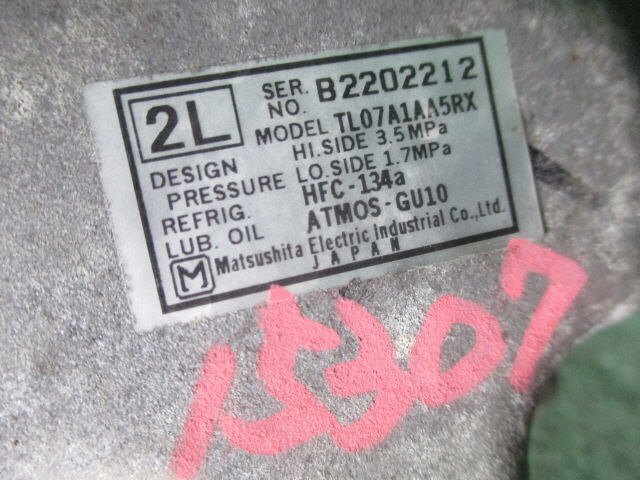 2L
SER. NO. B2202212
MODEL TL07A1AA5RX
DESIGN PRESSURE HI.SIDE 3.5MPa
LO.SIDE 1.7MPa
REFRIG. HFC-134a
LUB. OIL ATMOS-GU10
M Matsushita Electric Industrial Co.,Ltd.
JAPAN
15307